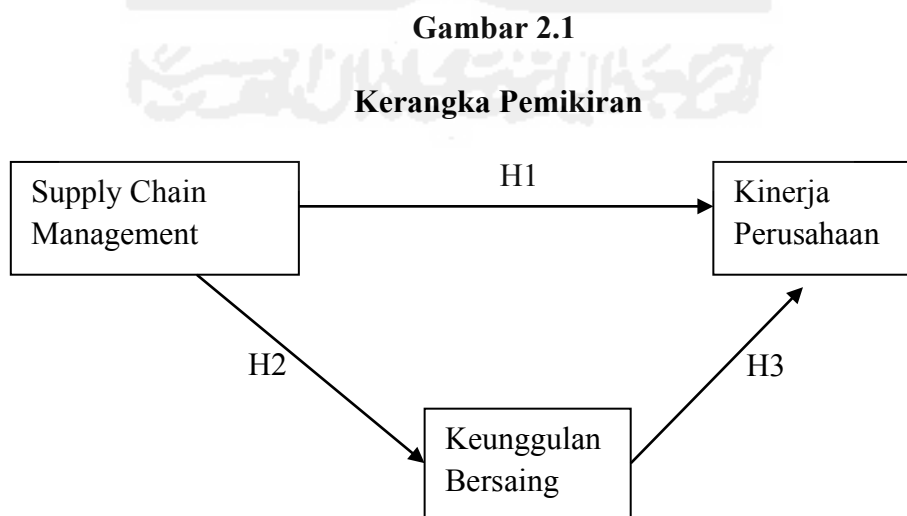 Gambar 2.1
Kerangka Pemikiran
H1
Supply Chain
Management
Kinerja
Perusahaan
H2
H3
Keunggulan
Bersaing